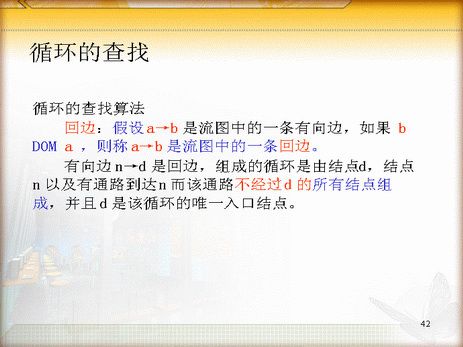 循环的查找
循环的查找算法
回边：假设a→b 是流图中的一条有向边，如果 b
DOM a ，则称a→b 是流图中的一条回边。
有向边n→d 是回边，组成的循环是由结点d，结点
n 以及有通路到达n 而该通路不经过d 的所有结点组
成，并且d 是该循环的唯一入口结点。
42